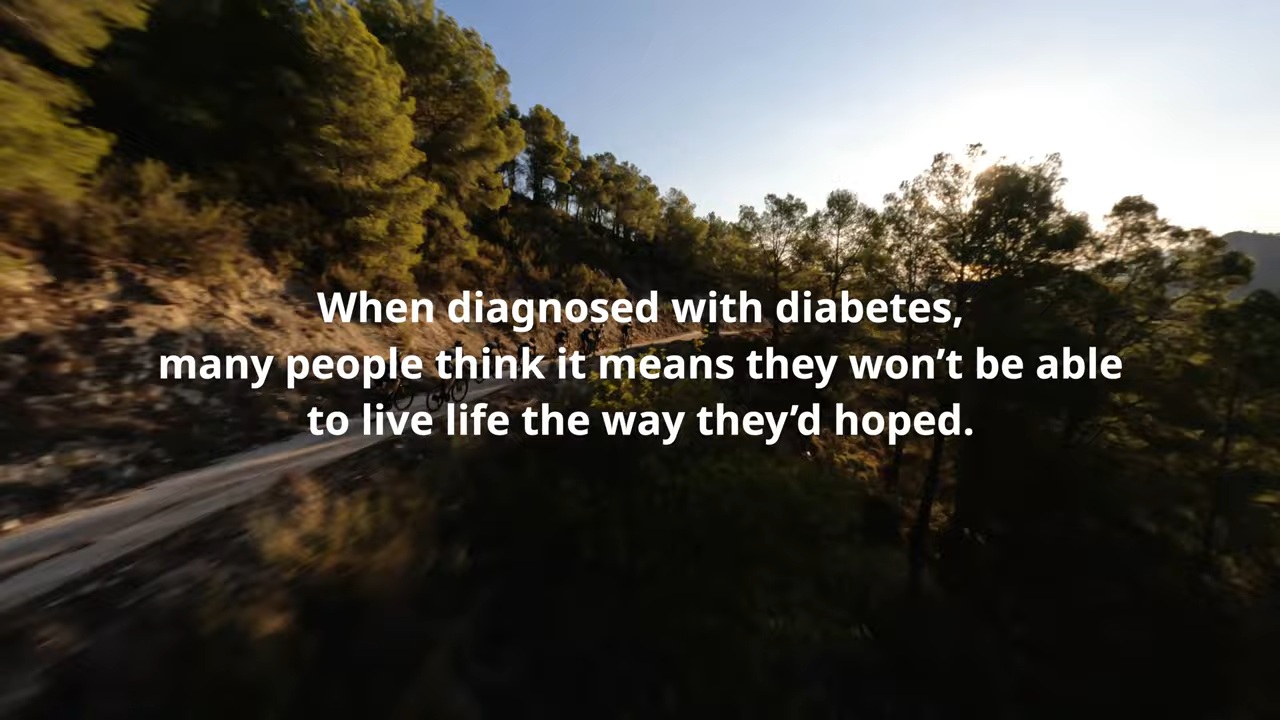 When diagnosed with diabetes,
many people think it means they won’t be able
to live life the way they’d hoped.